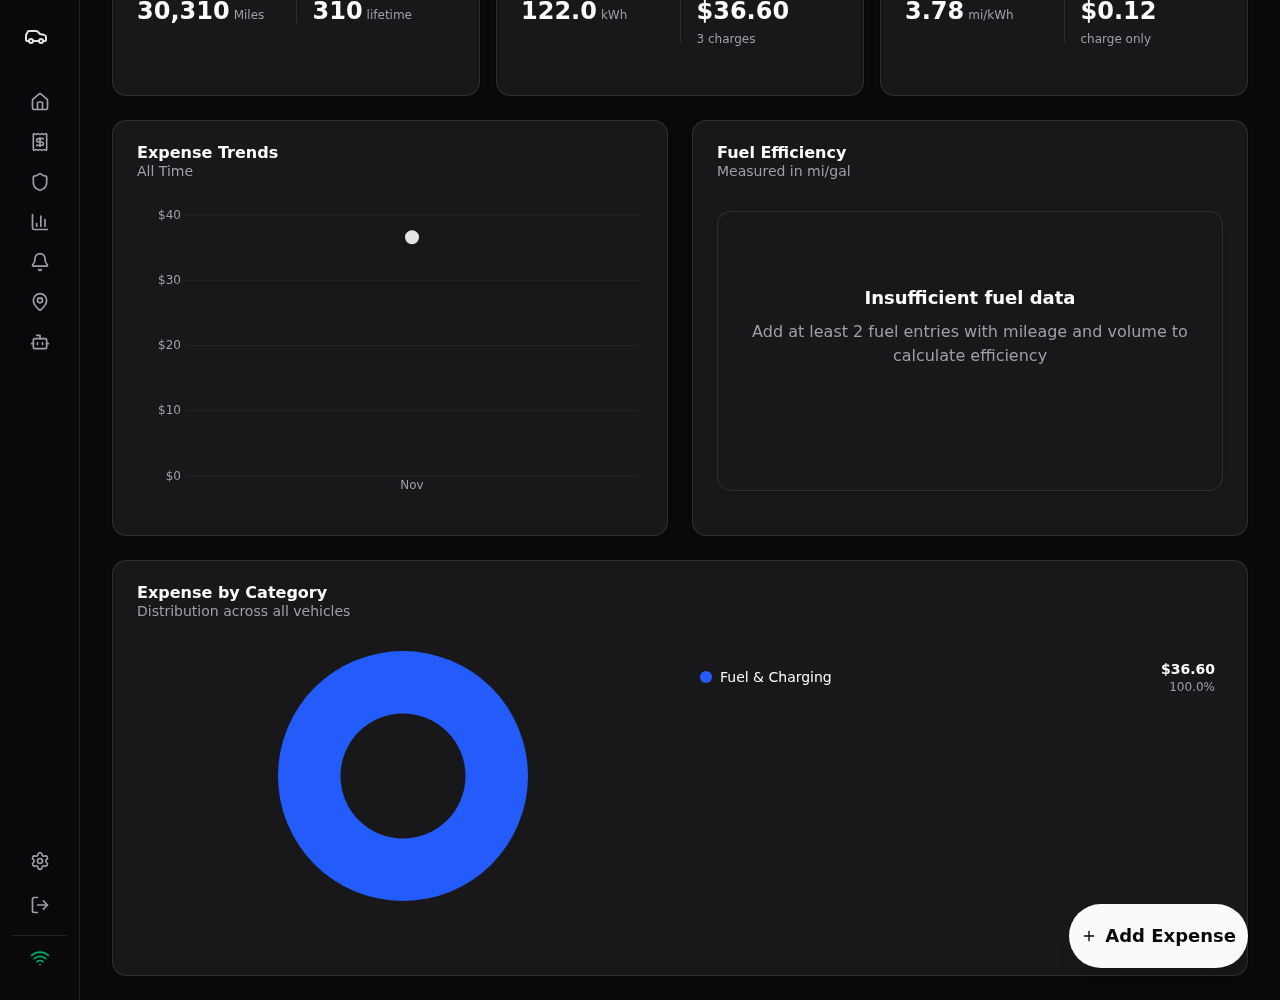 30,310 Miles 310 lifetime
122.0 kWh $36.60
3 charges
3.78 mi/kWh $0.12
charge only
Expense Trends
All Time
$40
$30
$20
$10
$0
Nov
Fuel Efficiency
Measured in mi/gal
Insufficient fuel data
Add at least 2 fuel entries with mileage and volume to
calculate efficiency
Expense by Category
Distribution across all vehicles
Fuel & Charging $36.60
100.0%
+ Add Expense